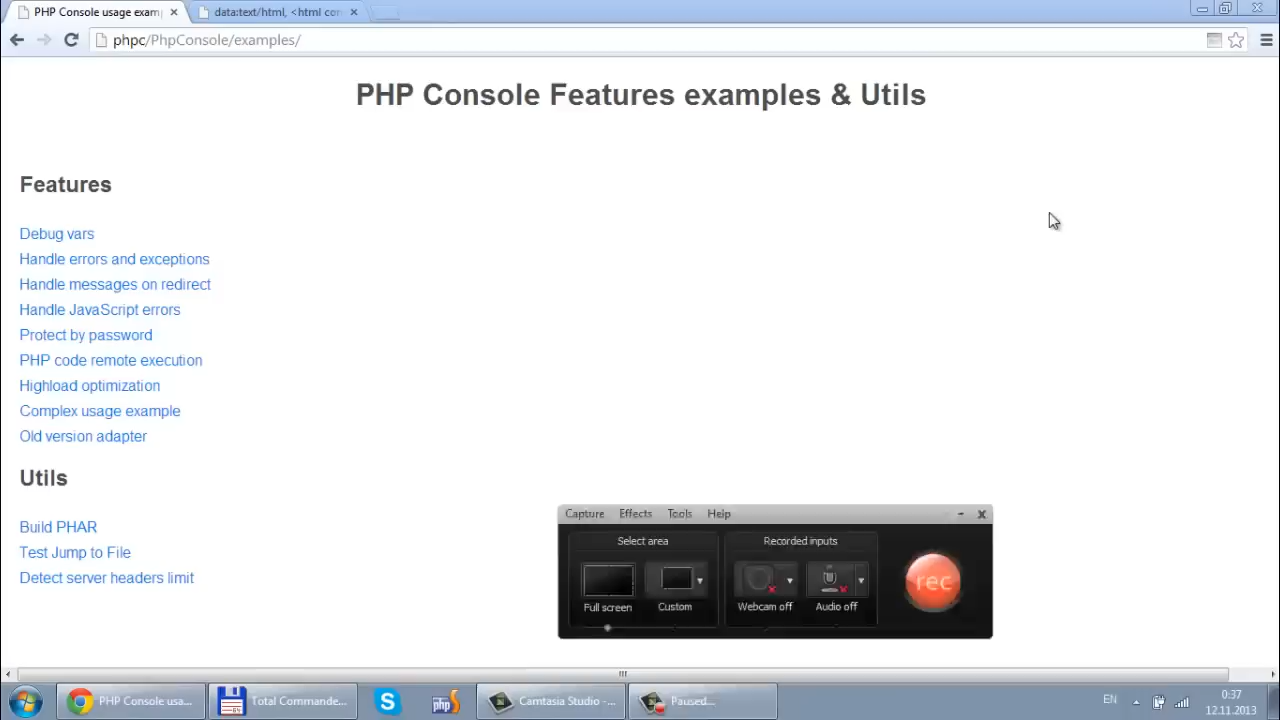 PHP Console usage exam
data:text/html, <html cor
phpc/PhpConsole/examples/
PHP Console Features examples & Utils
Features
Debug vars
Handle errors and exceptions
Handle messages on redirect
Handle JavaScript errors
Protect by password
PHP code remote execution
Highload optimization
Complex usage example
Old version adapter
Utils
Build PHAR
Test Jump to File
Detect server headers limit
Capture Effects Tools Help
Select area
Recorded inputs
Full screen
Custom
Webcam off
Audio off
rec
PHP Console usa...
Total Commande...
php
Camtasia Studio -...
Paused...
EN
0:37
12.11.2013